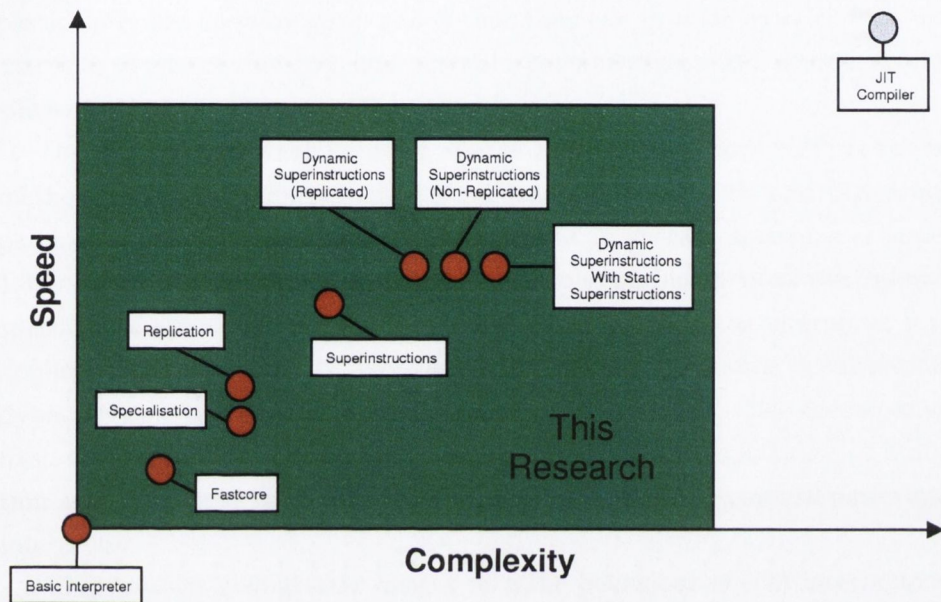 JIT
Compiler
Dynamic
Superinstructions
(Replicated)
Dynamic
Superinstructions
(Non-Replicated)
Dynamic
Superinstructions
With Static
Superinstructions
Speed
Replication
Superinstructions
Specialisation
This
Research
Fastcore
Complexity
Basic Interpreter